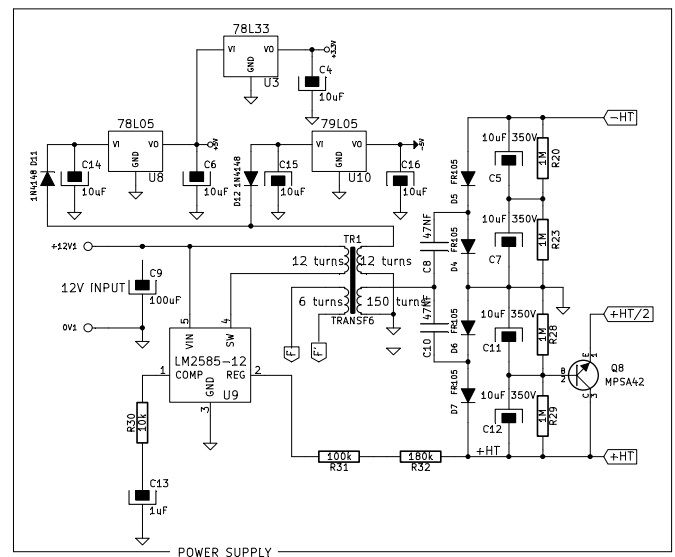 78L33
VI
VO
GND
U3
+3.3V
C4
10uF
78L05
VI
VO
GND
U8
+5V
79L05
VI
VO
GND
U10
-5V
1N4148 D11
C14
10uF
C6
10uF
D12 1N4148
C15
10uF
C16
10uF
+12V1
12V INPUT
C9
100uF
0V1
TR1
12 turns
12 turns
6 turns
150 turns
TRANSF6
f
f'
47NF
C8
47NF
C10
FR105
D5
FR105
D4
FR105
D6
FR105
D7
10uF 350V
C5
10uF 350V
C7
10uF 350V
C11
10uF 350V
C12
1M
R20
1M
R23
1M
R28
1M
R29
-HT
+HT/2
+HT
+HT
E
1
B
2
C
3
Q8
MPSA42
5
4
VIN
SW
LM2585-12
1
COMP
REG
2
GND
U9
3
R30
10k
C13
1uF
100k
R31
180k
R32
POWER SUPPLY